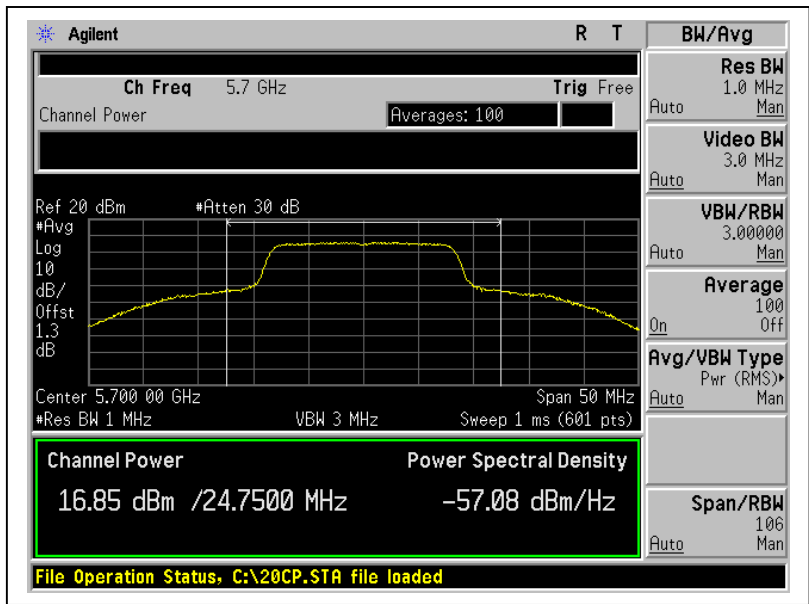 Agilent R T
BW/Avg
Ch Freq 5.7 GHz Trig Free
Channel Power Averages: 100
Res BW
1.0 MHz
Auto Man
Video BW
3.0 MHz
Auto Man
VBW/RBW
3.00000
Auto Man
Average
100
On Off
Avg/VBW Type
Pwr (RMS)
Auto Man
Span/RBW
106
Auto Man
Ref 20 dBm #Atten 30 dB
#Avg
Log
10
dB/
Offst
1.3
dB
Center 5.700 00 GHz Span 50 MHz
#Res BW 1 MHz VBW 3 MHz Sweep 1 ms (601 pts)
Channel Power Power Spectral Density
16.85 dBm /24.7500 MHz -57.08 dBm/Hz
File Operation Status, C:\20CP.STA file loaded